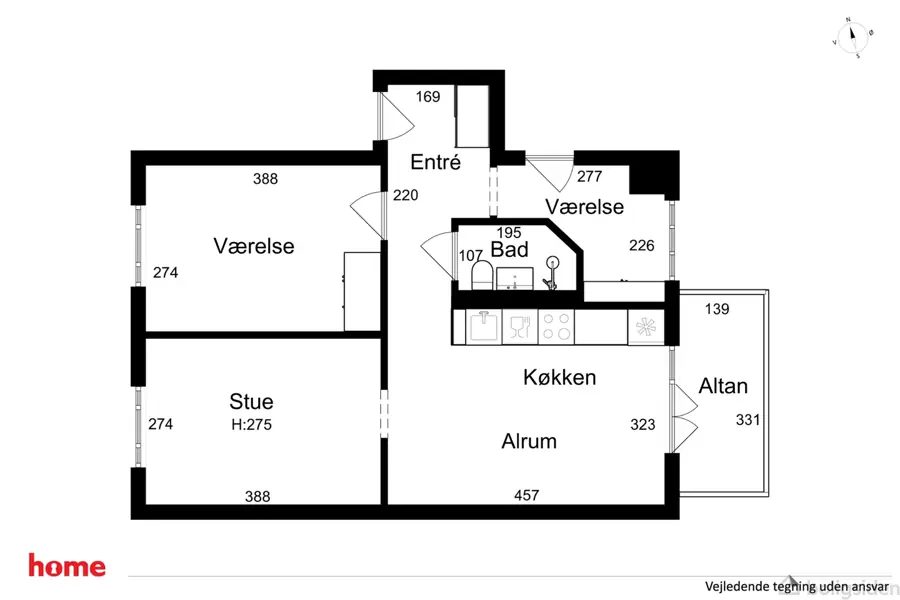 N
V
Ø
S
169
Entré
388
220
277
Værelse
195
Bad
107
226
Værelse
274
139
Køkken
Altan
Stue
H:275
274
323
331
Alrum
388
457
home
Vejledende tegning uden ansvar
boligsiden